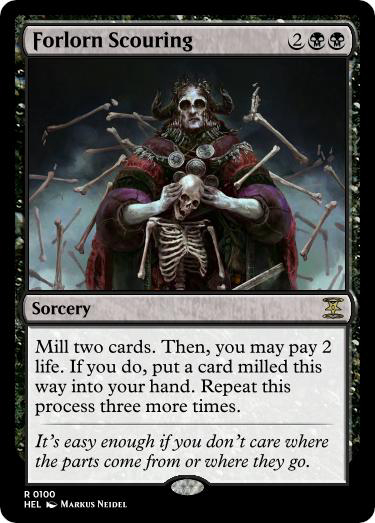 Forlorn Scouring 2
Sorcery
Mill two cards. Then, you may pay 2
life. If you do, put a card milled this
way into your hand. Repeat this
process three more times.
It's easy enough if you don't care where
the parts come from or where they go.
R 0100
HEL Markus Neidel